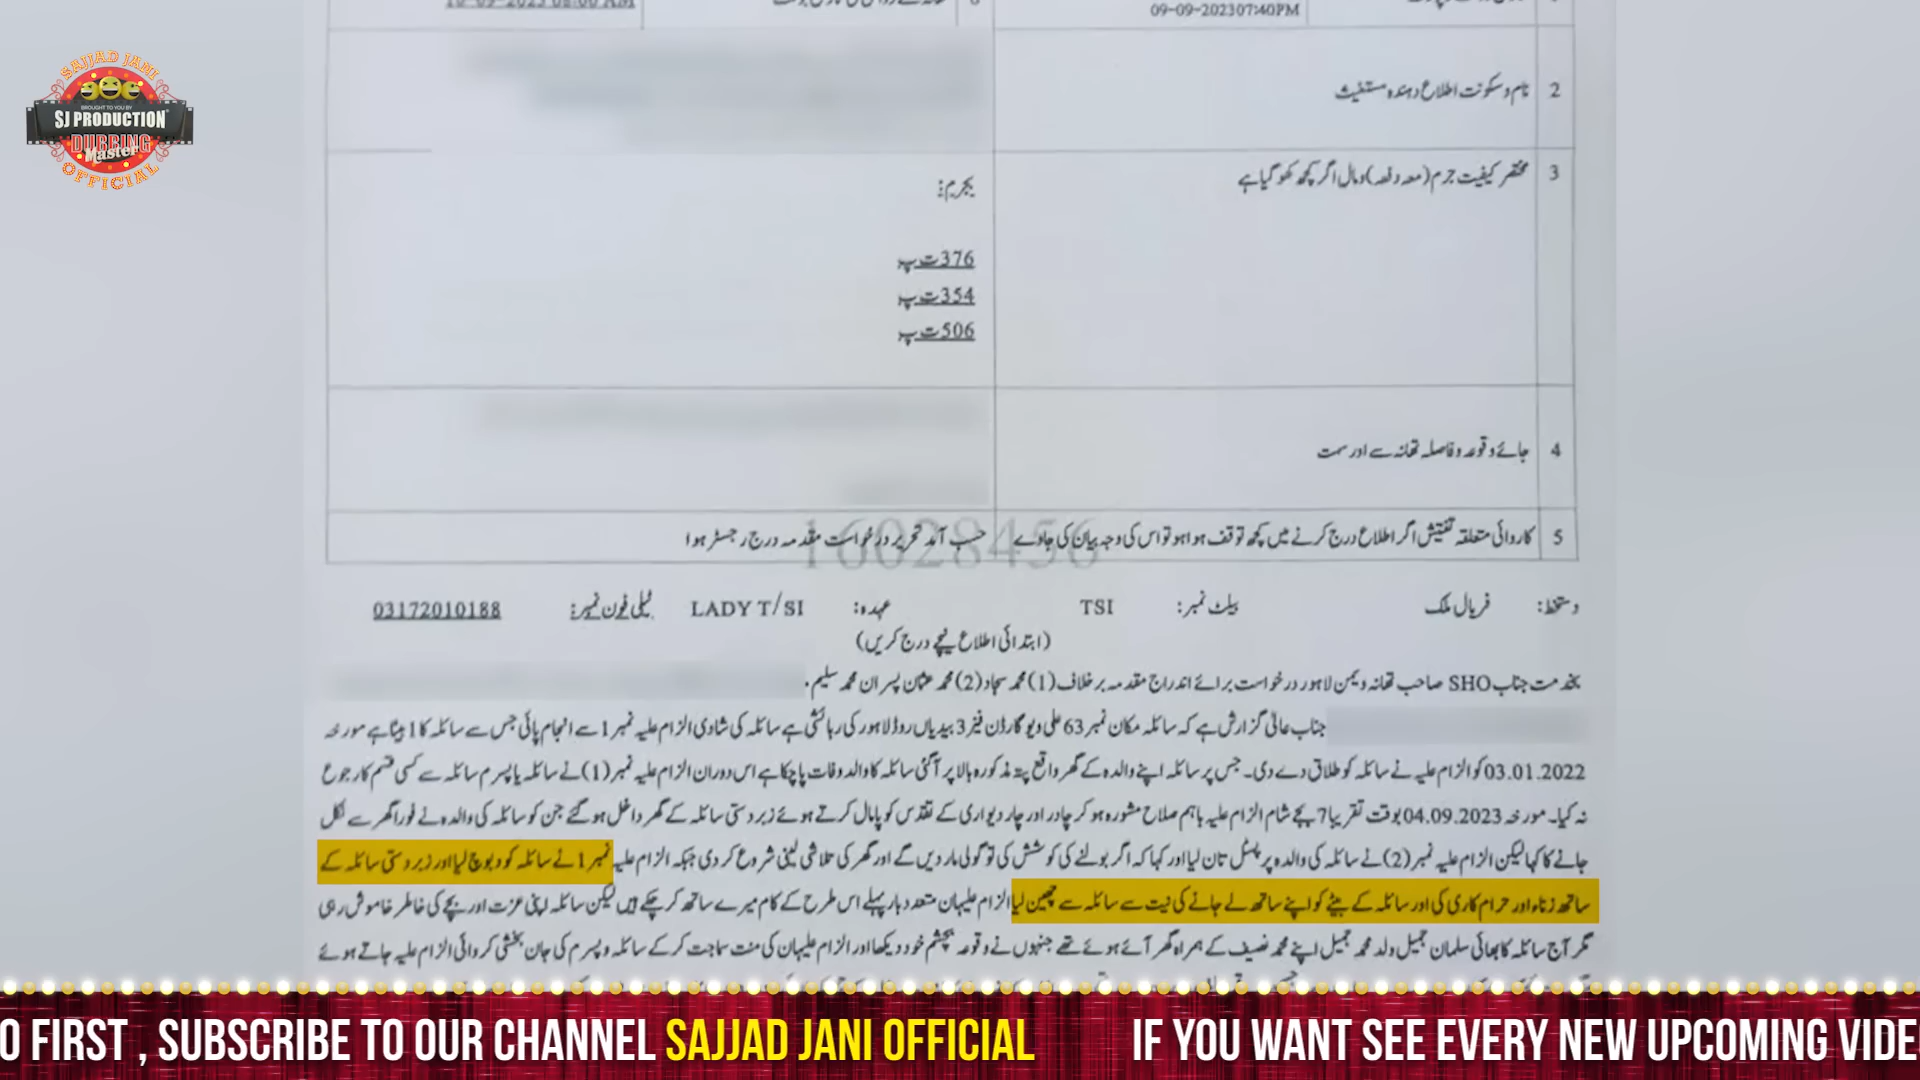 SAJJAD JANI
BROUGHT TO YOU BY
SJ PRODUCTION
DUBBING
Master
OFFICIAL
09-09-2023 07:40PM
2 نام و سکونت اطلاع دہندہ مستغیث
3 مختصر کیفیت جرم (معہ دفعہ) و مال اگر کچھ کھو گیا ہے
بجرم:
376 ت پ
354 ت پ
506 ت پ
4 جائے وقوعہ و فاصلہ تھانہ سے اور سمت
5 کاروائی متعلقہ تفتیش اگر اطلاع درج کرنے میں کچھ توقف ہوا ہو تو اس کی وجہ بیان کی جاوے حسب آمد تحریر درخواست مقدمہ درج رجسٹر ہوا
16028456
دستخط: فریال ملک بیلٹ نمبر: TSI عہدہ: LADY T/SI ٹیلی فون نمبر: 03172010188
(ابتدائی اطلاع نیچے درج کریں)
بخدمت جناب SHO صاحب تھانہ ویمن لاہور درخواست برائے اندراج مقدمہ برخلاف (1) محمد سجاد (2) محمد عثمان پسران محمد سلیم۔
جناب عالی گزارش ہے کہ سائلہ مکان نمبر 63 علی ویو گارڈن فیز 3 بیدیاں روڈ لاہور کی رہائشی ہے سائلہ کی شادی الزام علیہ نمبر 1 سے انجام پائی جس سے سائلہ کا 1 بیٹا ہے مورخہ
03.01.2022 کو الزام علیہ نے سائلہ کو طلاق دے دی۔ جس پر سائلہ اپنے والدہ کے گھر واقع پتہ مذکورہ بالا پر آگئی سائلہ کا والد وفات پا چکا ہے اس دوران الزام علیہ نمبر (1) نے سائلہ یا پسرم سائلہ سے کسی قسم کا رجوع
نہ کیا۔ مورخہ 04.09.2023 بوقت تقریبا 7 بجے شام الزام علیہ باہم صلاح مشورہ ہو کر چادر اور چار دیواری کے تقدس کو پامال کرتے ہوئے زبردستی سائلہ کے گھر داخل ہو گئے جن کو سائلہ کی والدہ نے فورا گھر سے نکل
جانے کا کہا لیکن الزام علیہ نمبر (2) نے سائلہ کی والدہ پر پسٹل تان لیا اور کہا کہ اگر بولنے کی کوشش کی تو گولی مار دیں گے اور گھر کی تلاشی لینی شروع کر دی جبکہ الزام علیہ نمبر 1 نے سائلہ کو دبوچ لیا اور زبردستی سائلہ کے
ساتھ زناء اور حرام کاری کی اور سائلہ کے بیٹے کو اپنے ساتھ لے جانے کی نیت سے سائلہ سے چھین لیا الزام علیہان متعدد بار پہلے اس طرح کے کام میرے ساتھ کر چکے ہیں لیکن سائلہ اپنی عزت اور بچے کی خاطر خاموش رہی
مگر آج سائلہ کا بھائی سلمان جمیل ولد محمد جمیل اپنے محمد نصیف کے ہمراہ گھر آئے ہوئے تھے جنہوں نے وقوعہ بچشم خود دیکھا اور الزام علیہان کی منت سماجت کر کے سائلہ و پسرم کی جان بخشی کروائی الزام علیہ جاتے ہوئے
O FIRST , SUBSCRIBE TO OUR CHANNEL SAJJAD JANI OFFICIAL IF YOU WANT SEE EVERY NEW UPCOMING VIDE